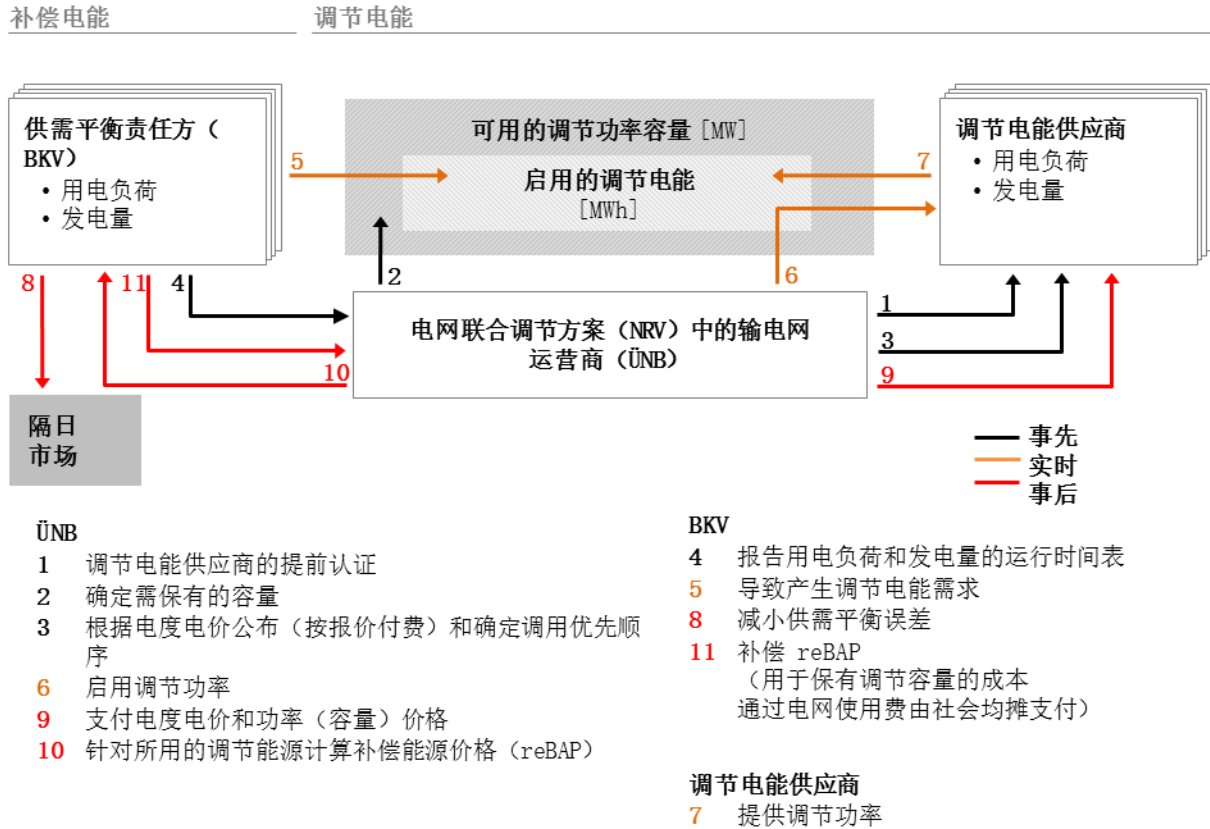 补偿电能
调节电能
供需平衡责任方（
BKV）
• 用电负荷
• 发电量
可用的调节功率容量［MW］
启用的调节电能
［MWh］
调节电能供应商
• 用电负荷
• 发电量
5
7
8
11
4
2
6
1
3
10
9
电网联合调节方案（NRV）中的输电网
运营商（ÜNB）
隔日
市场
事先
实时
事后
ÜNB
1 调节电能供应商的提前认证
2 确定需保有的容量
3 根据电度电价公布（按报价付费）和确定调用优先顺
序
6 启用调节功率
9 支付电度电价和功率（容量）价格
10 针对所用的调节能源计算补偿能源价格（reBAP）
BKV
4 报告用电负荷和发电量的运行时间表
5 导致产生调节电能需求
8 减小供需平衡误差
11 补偿 reBAP
（用于保有调节容量的成本
通过电网使用费由社会均摊支付）
调节电能供应商
7 提供调节功率